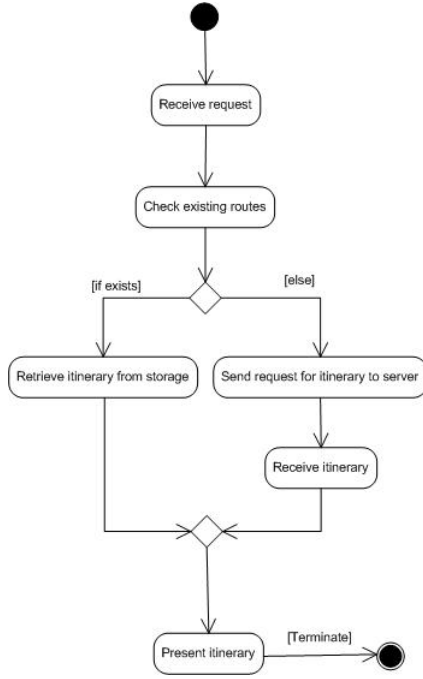 Receive request
Check existing routes
[if exists]
[else]
Retrieve itinerary from storage
Send request for itinerary to server
Receive itinerary
Present itinerary
[Terminate]